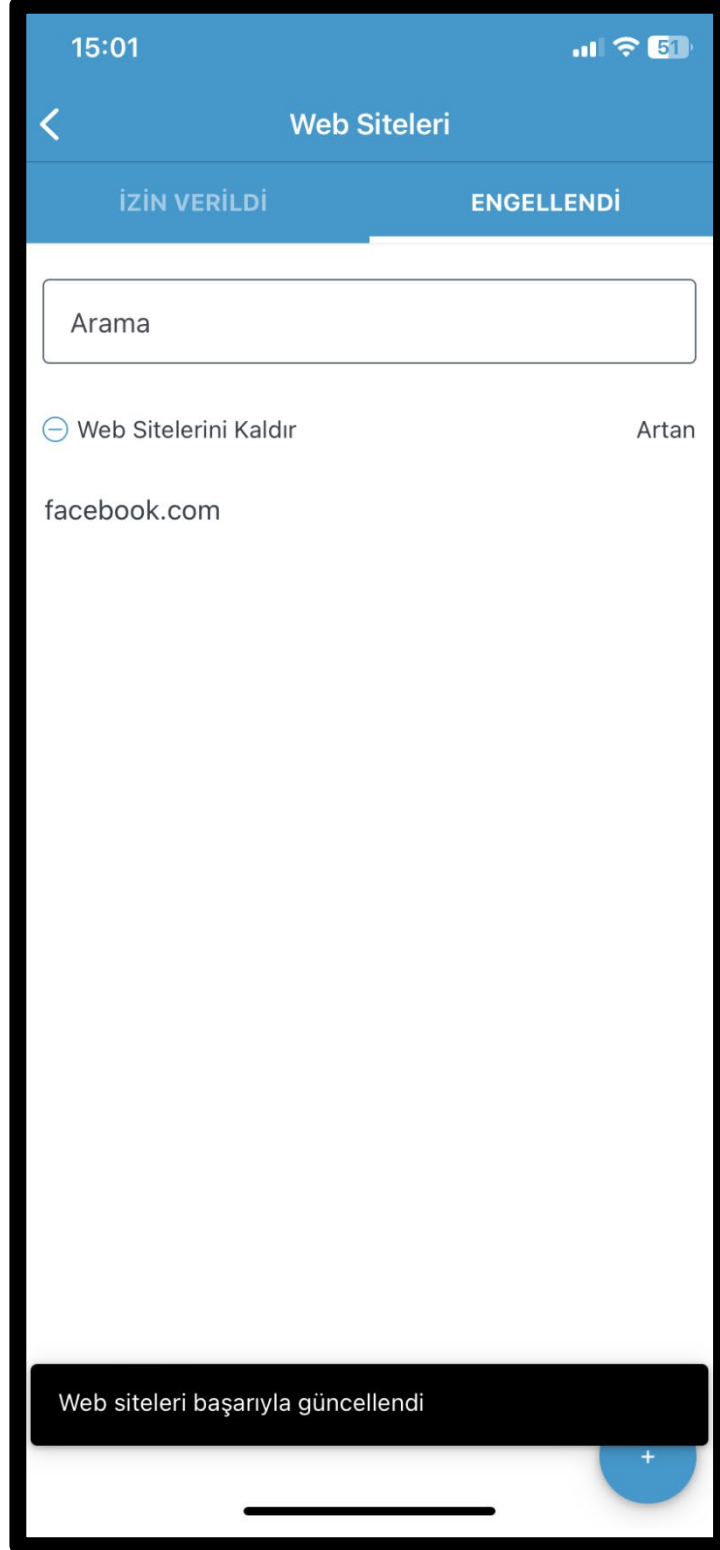 15:01
51
Web Siteleri
İZİN VERİLDİ
ENGELLENDİ
Arama
Web Sitelerini Kaldır
Artan
facebook.com
Web siteleri başarıyla güncellendi
+